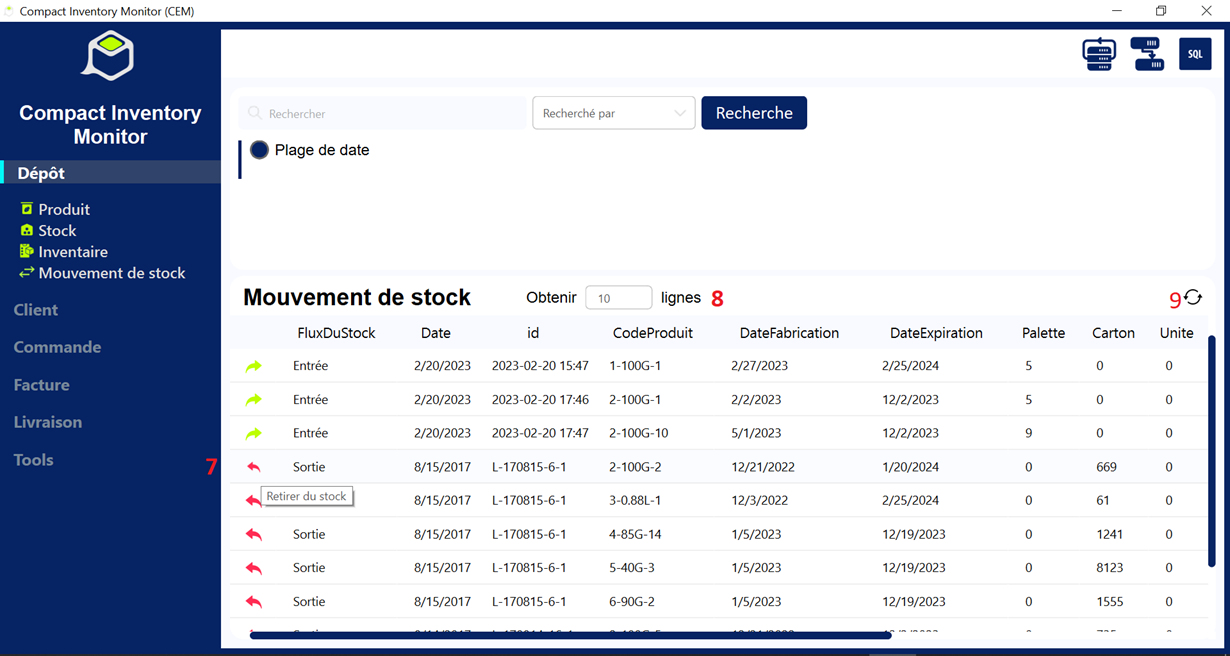 Compact Inventory Monitor (CEM)
SQL
Compact Inventory
Monitor
Rechercher
Recherché par
Recherche
Plage de date
Dépôt
Produit
Stock
Inventaire
Mouvement de stock
Client
Commande
Facture
Livraison
Tools
Mouvement de stock Obtenir 10 lignes 8 9
FluxDuStock Date id CodeProduit DateFabrication DateExpiration Palette Carton Unite
Entrée 2/20/2023 2023-02-20 15:47 1-100G-1 2/27/2023 2/25/2024 5 0 0
Entrée 2/20/2023 2023-02-20 17:46 2-100G-1 2/2/2023 12/2/2023 5 0 0
Entrée 2/20/2023 2023-02-20 17:47 2-100G-10 5/1/2023 12/2/2023 9 0 0
7 Sortie 8/15/2017 L-170815-6-1 2-100G-2 12/21/2022 1/20/2024 0 669 0
Retirer du stock 8/15/2017 L-170815-6-1 3-0.88L-1 12/3/2022 2/25/2024 0 61 0
Sortie 8/15/2017 L-170815-6-1 4-85G-14 1/5/2023 12/19/2023 0 1241 0
Sortie 8/15/2017 L-170815-6-1 5-40G-3 1/5/2023 12/19/2023 0 8123 0
Sortie 8/15/2017 L-170815-6-1 6-90G-2 1/5/2023 12/19/2023 0 1555 0